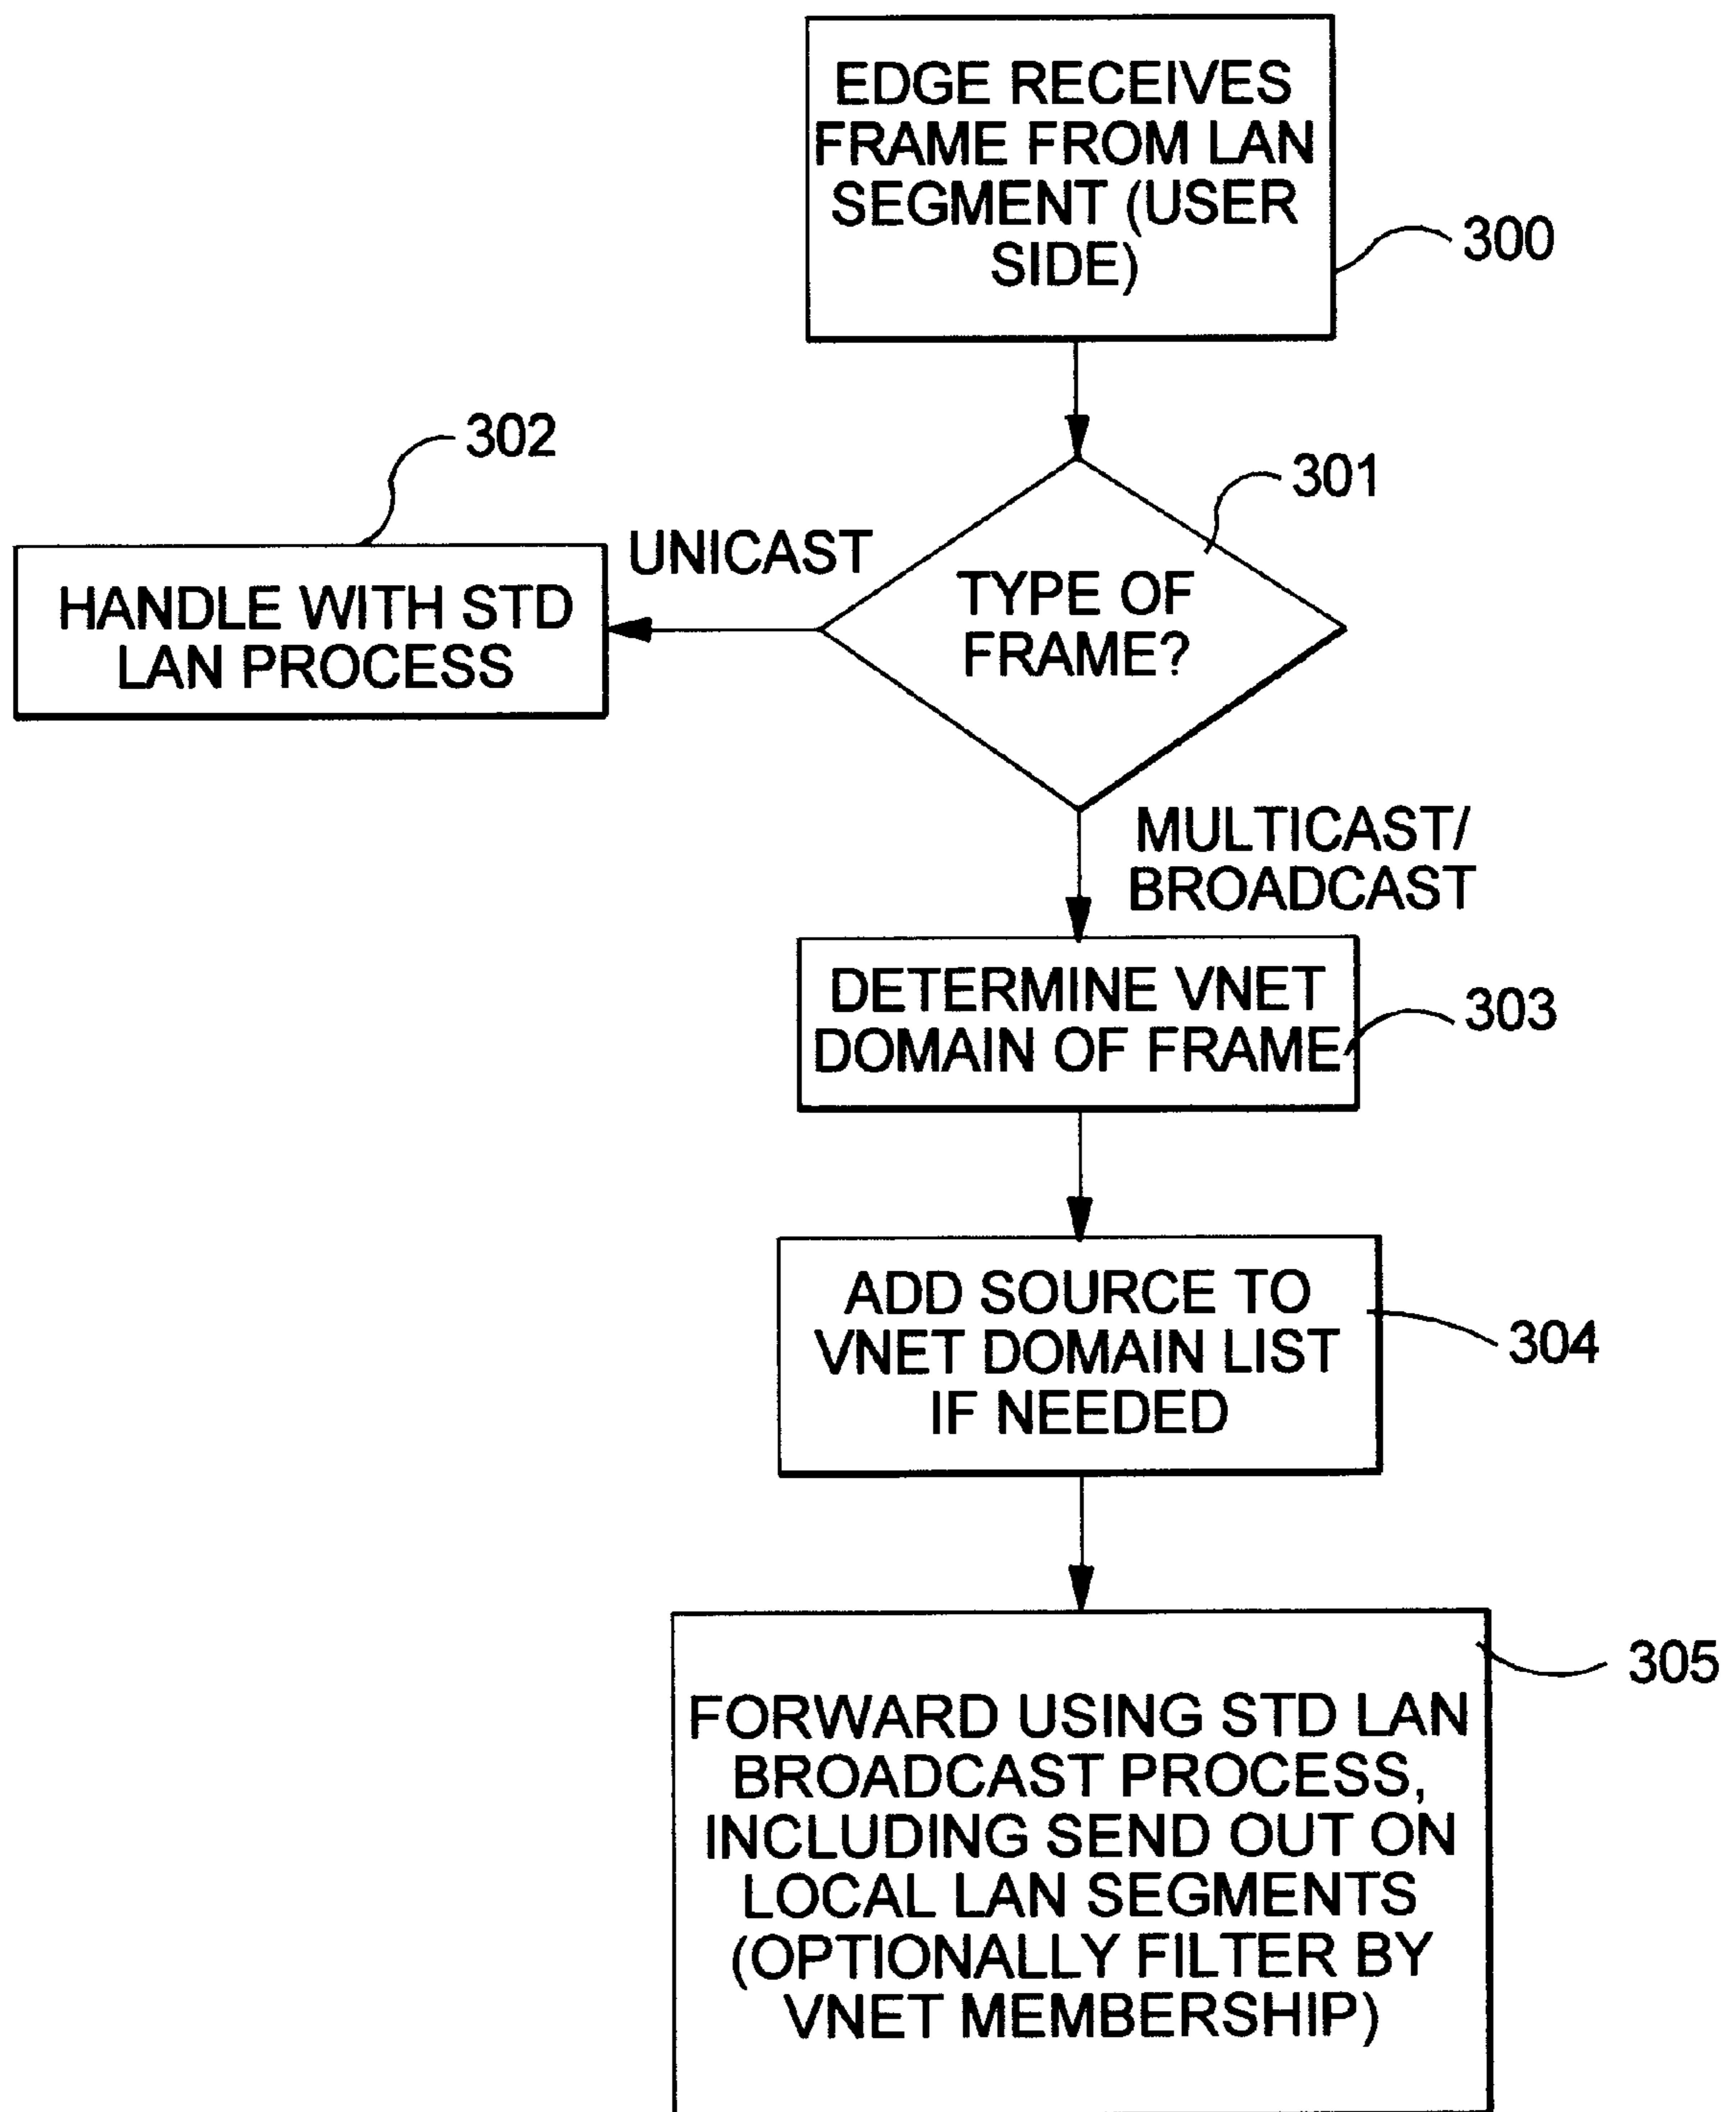 EDGE RECEIVES
FRAME FROM LAN
SEGMENT (USER
SIDE)
300
302
301
UNICAST
HANDLE WITH STD
LAN PROCESS
TYPE OF
FRAME?
MULTICAST/
BROADCAST
DETERMINE VNET
DOMAIN OF FRAME
303
ADD SOURCE TO
VNET DOMAIN LIST
IF NEEDED
304
305
FORWARD USING STD LAN
BROADCAST PROCESS,
INCLUDING SEND OUT ON
LOCAL LAN SEGMENTS
(OPTIONALLY FILTER BY
VNET MEMBERSHIP)